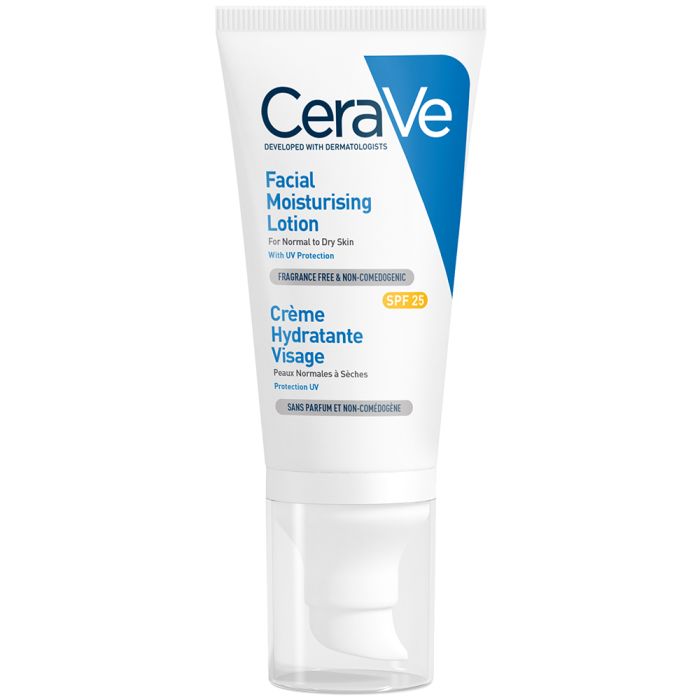 CeraVe
DEVELOPED WITH DERMATOLOGISTS
Facial
Moisturising
Lotion
For Normal to Dry Skin
With UV Protection
FRAGRANCE FREE & NON-COMEDOGENIC
SPF 25
Crème
Hydratante
Visage
Peaux Normales à Sèches
Protection UV
SANS PARFUM ET NON-COMÉDOGÈNE